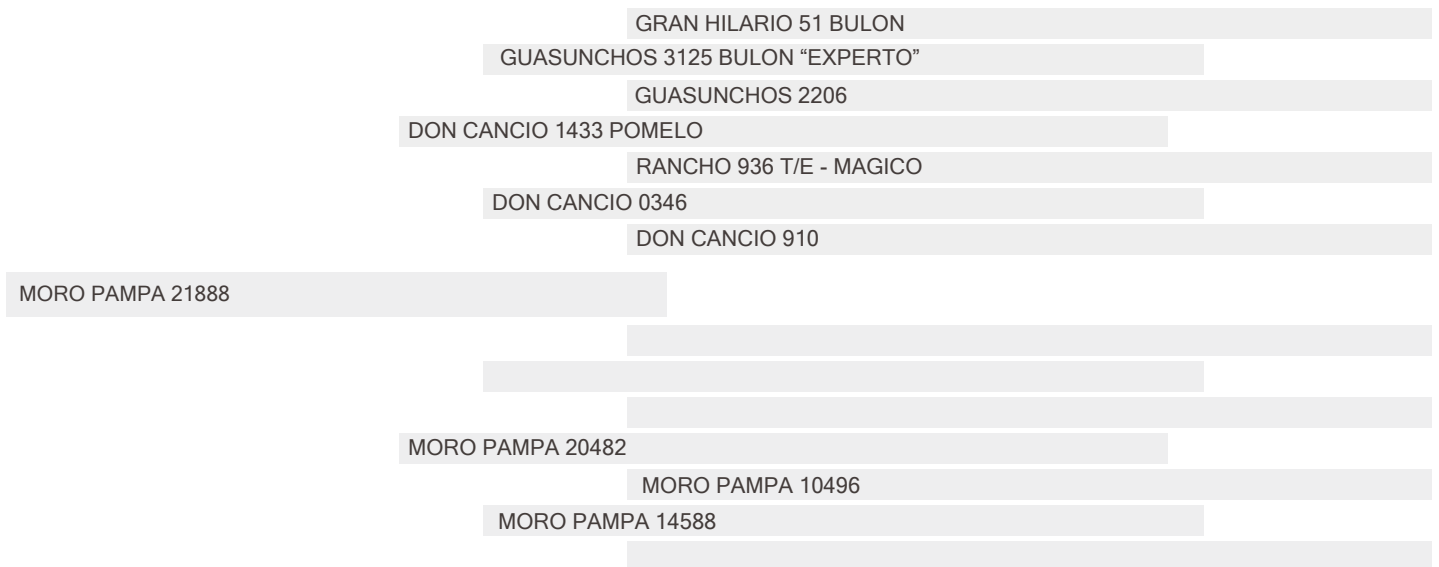 GRAN HILARIO 51 BULON
GUASUNCHOS 3125 BULON “EXPERTO”
GUASUNCHOS 2206
DON CANCIO 1433 POMELO
RANCHO 936 T/E - MAGICO
DON CANCIO 0346
DON CANCIO 910
MORO PAMPA 21888
MORO PAMPA 20482
MORO PAMPA 10496
MORO PAMPA 14588